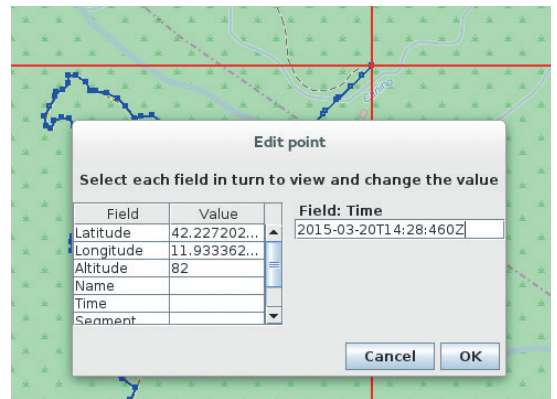 Edit point
Select each field in turn to view and change the value
Field Value
Field: Time
Latitude 42.227202...
2015-03-20T14:28:460Z
Longitude 11.933362...
Altitude 82
Name
Time
Segment
Cancel OK